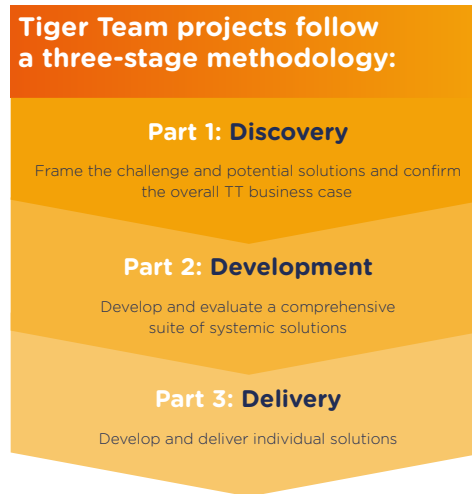 Tiger Team projects follow
a three-stage methodology:
Part 1: Discovery
Frame the challenge and potential solutions and confirm
the overall TT business case
Part 2: Development
Develop and evaluate a comprehensive
suite of systemic solutions
Part 3: Delivery
Develop and deliver individual solutions